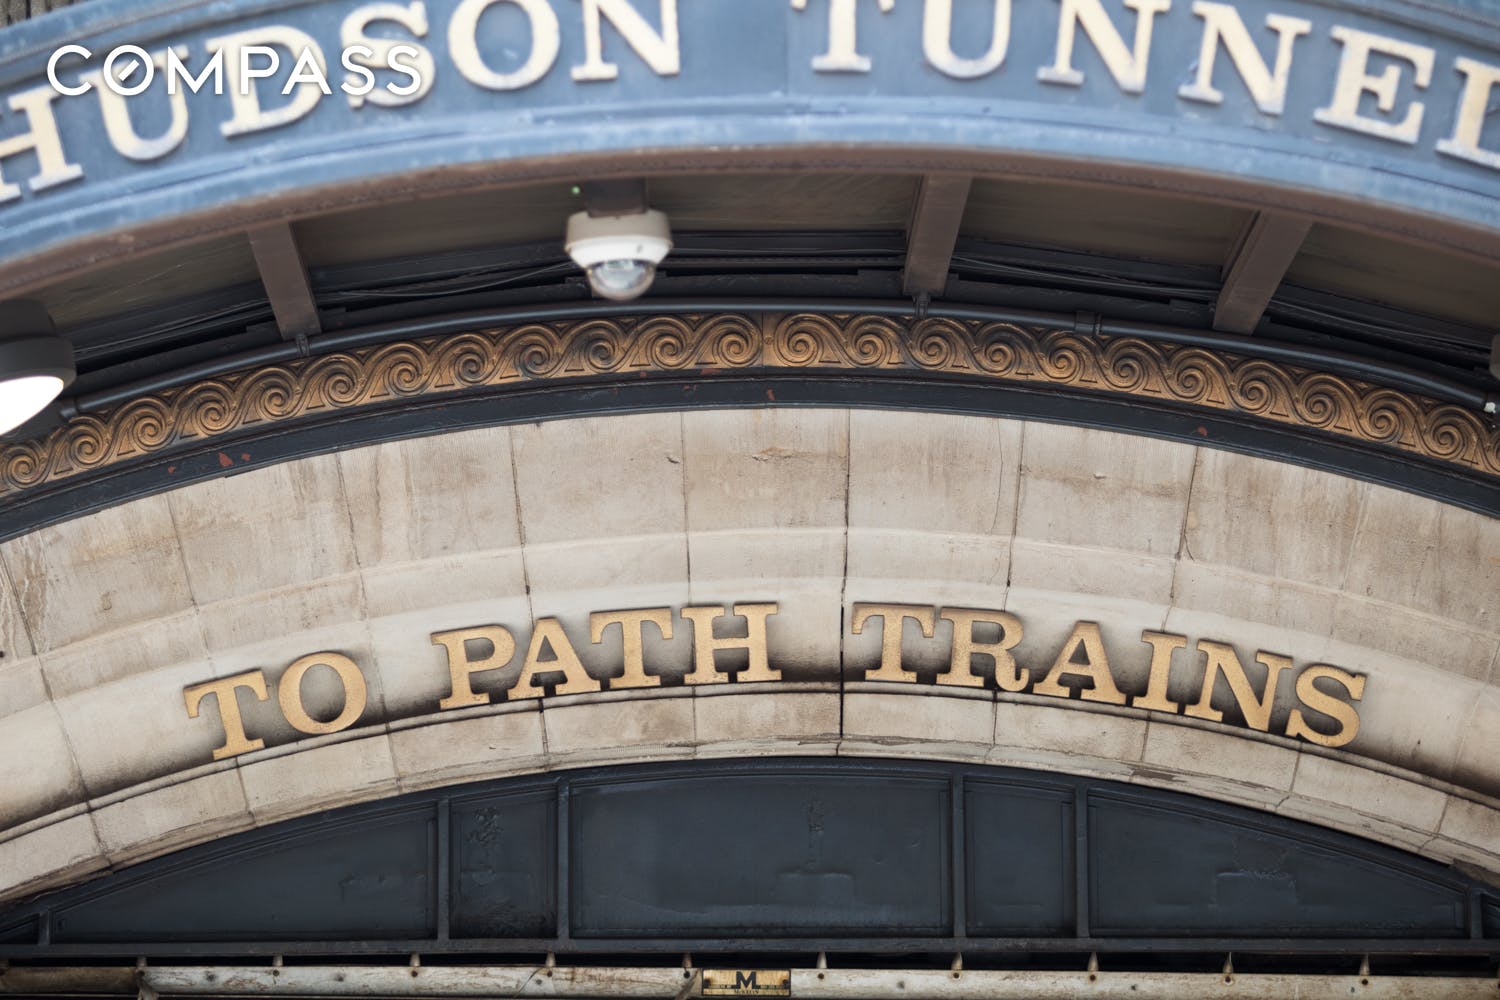 COMPASS
HUDSON TUNNEL
TO PATH TRAINS
M